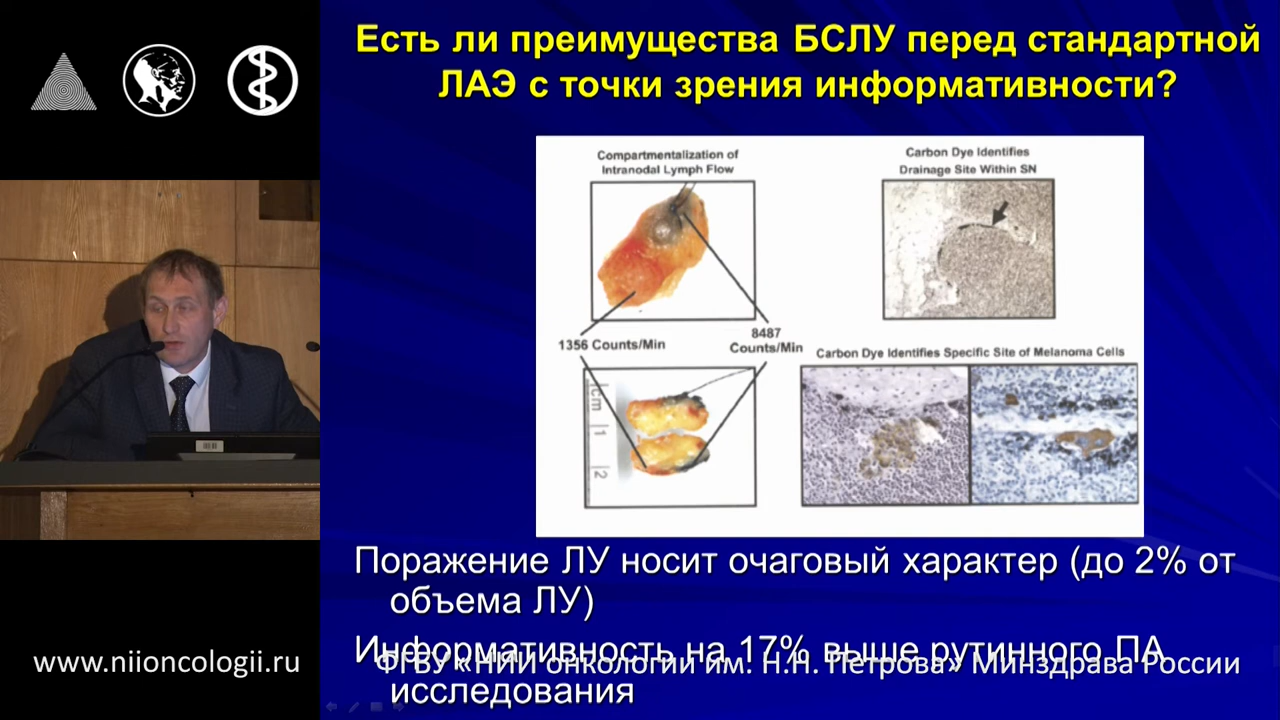 Есть ли преимущества БСЛУ перед стандартной
ЛАЭ с точки зрения информативности?
Compartmentalization of
Intranodal Lymph Flow
Carbon Dye Identifies
Drainage Site Within SN
1356 Counts/Min
8487
Counts/Min
Carbon Dye Identifies Specific Site of Melanoma Cells
cm
1
2
Поражение ЛУ носит очаговый характер (до 2% от
объема ЛУ)
Информативность на 17% выше рутинного ПА
исследования
www.niioncologii.ru
ФГБУ «НИИ онкологии им. Н.Н. Петрова» Минздрава России